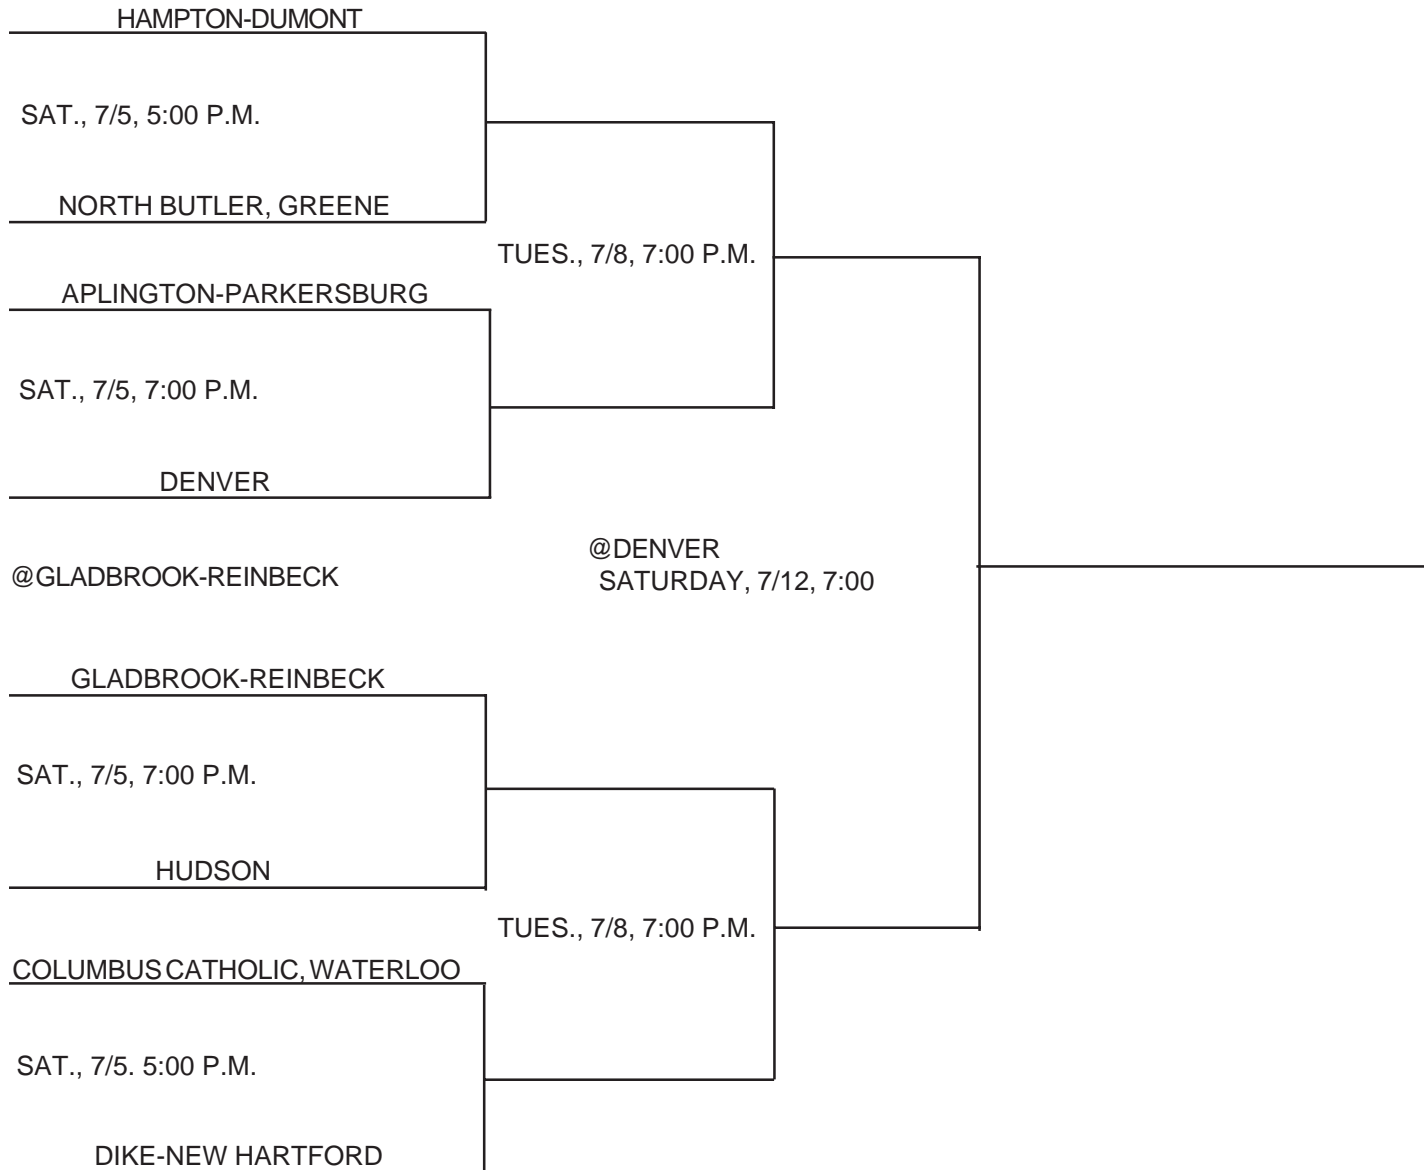 HAMPTON-DUMONT
SAT., 7/5, 5:00 P.M.
NORTH BUTLER, GREENE
TUES., 7/8, 7:00 P.M.
APLINGTON-PARKERSBURG
SAT., 7/5, 7:00 P.M.
DENVER
@DENVER
SATURDAY, 7/12, 7:00
@GLADBROOK-REINBECK
GLADBROOK-REINBECK
SAT., 7/5, 7:00 P.M.
HUDSON
TUES., 7/8, 7:00 P.M.
COLUMBUS CATHOLIC, WATERLOO
SAT., 7/5. 5:00 P.M.
DIKE-NEW HARTFORD